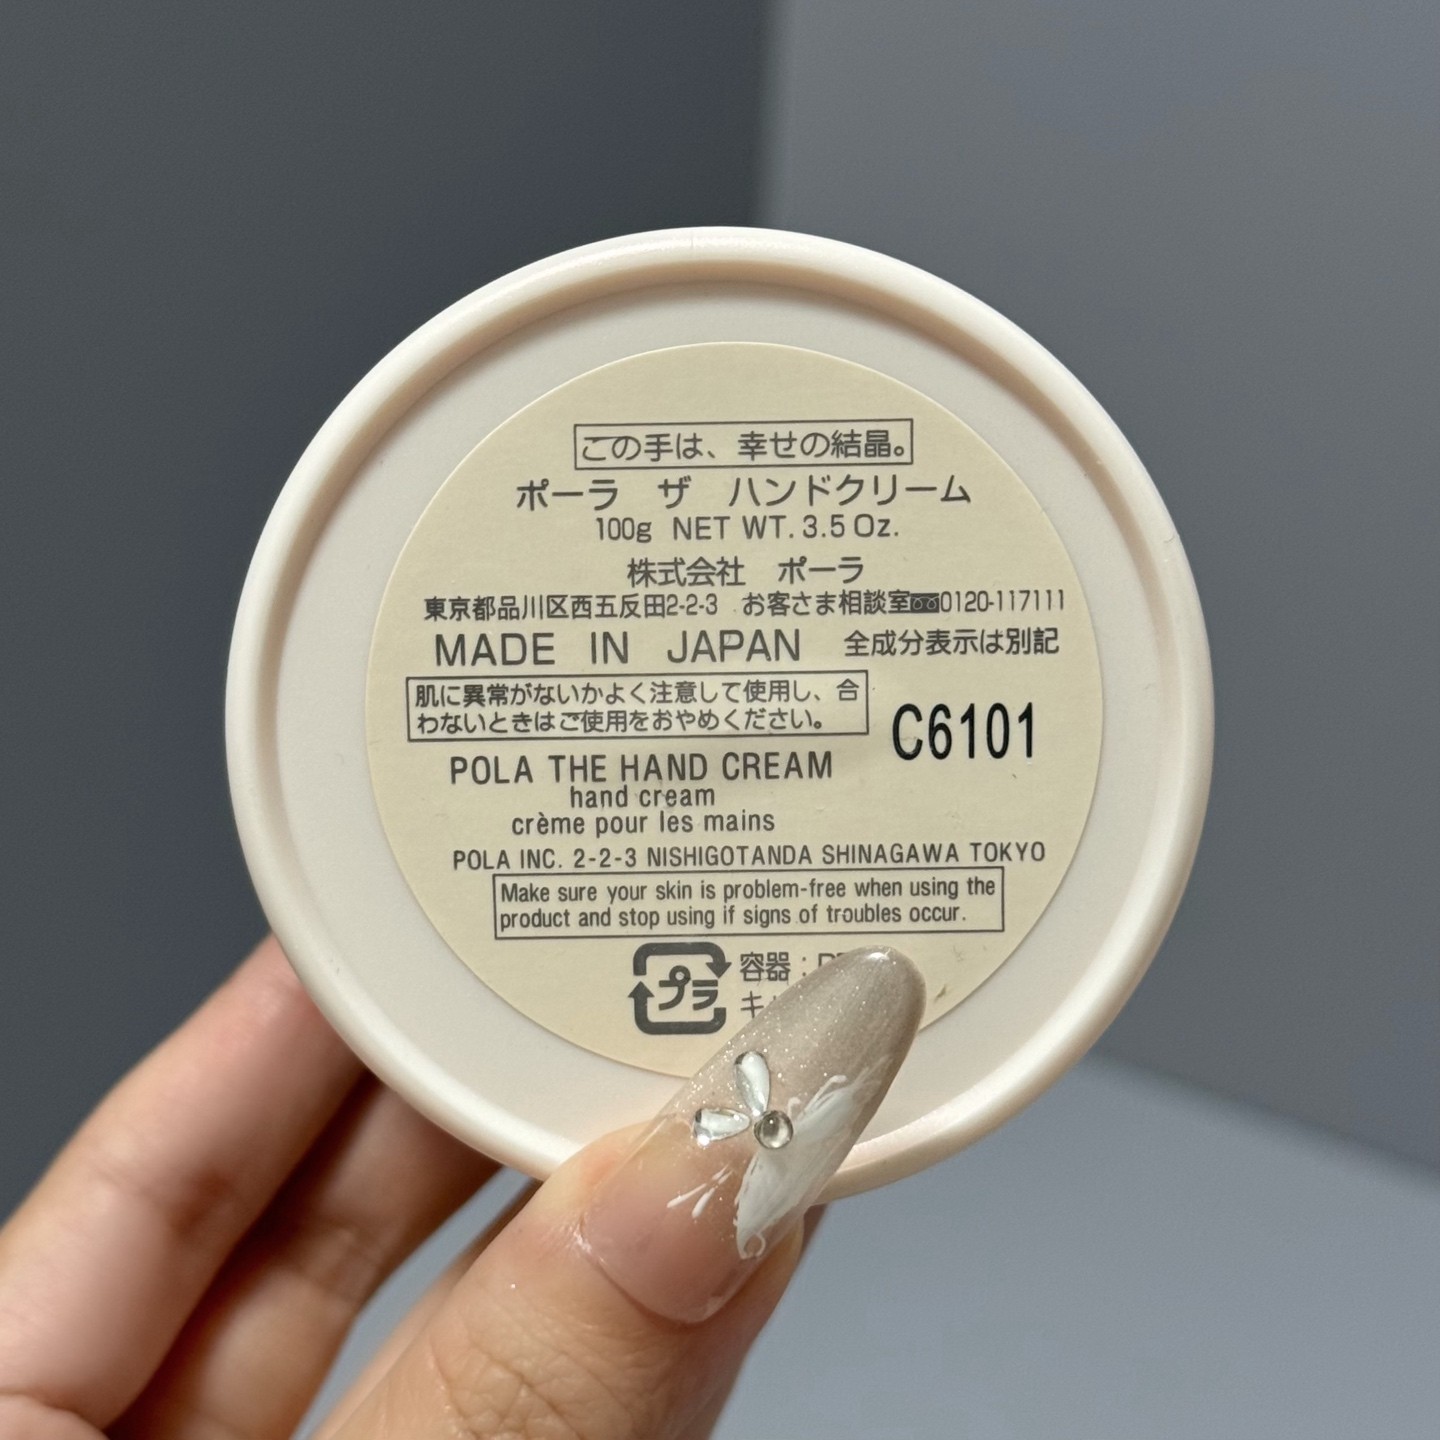 この手は、幸せの結晶。
ポーラ ザ ハンドクリーム
100g NET WT. 3.5 Oz.
株式会社 ポーラ
東京都品川区西五反田2-2-3 お客さま相談室0120-117111
MADE IN JAPAN 全成分表示は別記
肌に異常がないかよく注意して使用し、合
わないときはご使用をおやめください。
C6101
POLA THE HAND CREAM
hand cream
crème pour les mains
POLA INC. 2-2-3 NISHIGOTANDA SHINAGAWA TOKYO
Make sure your skin is problem-free when using the
product and stop using if signs of troubles occur.
プラ 容器: